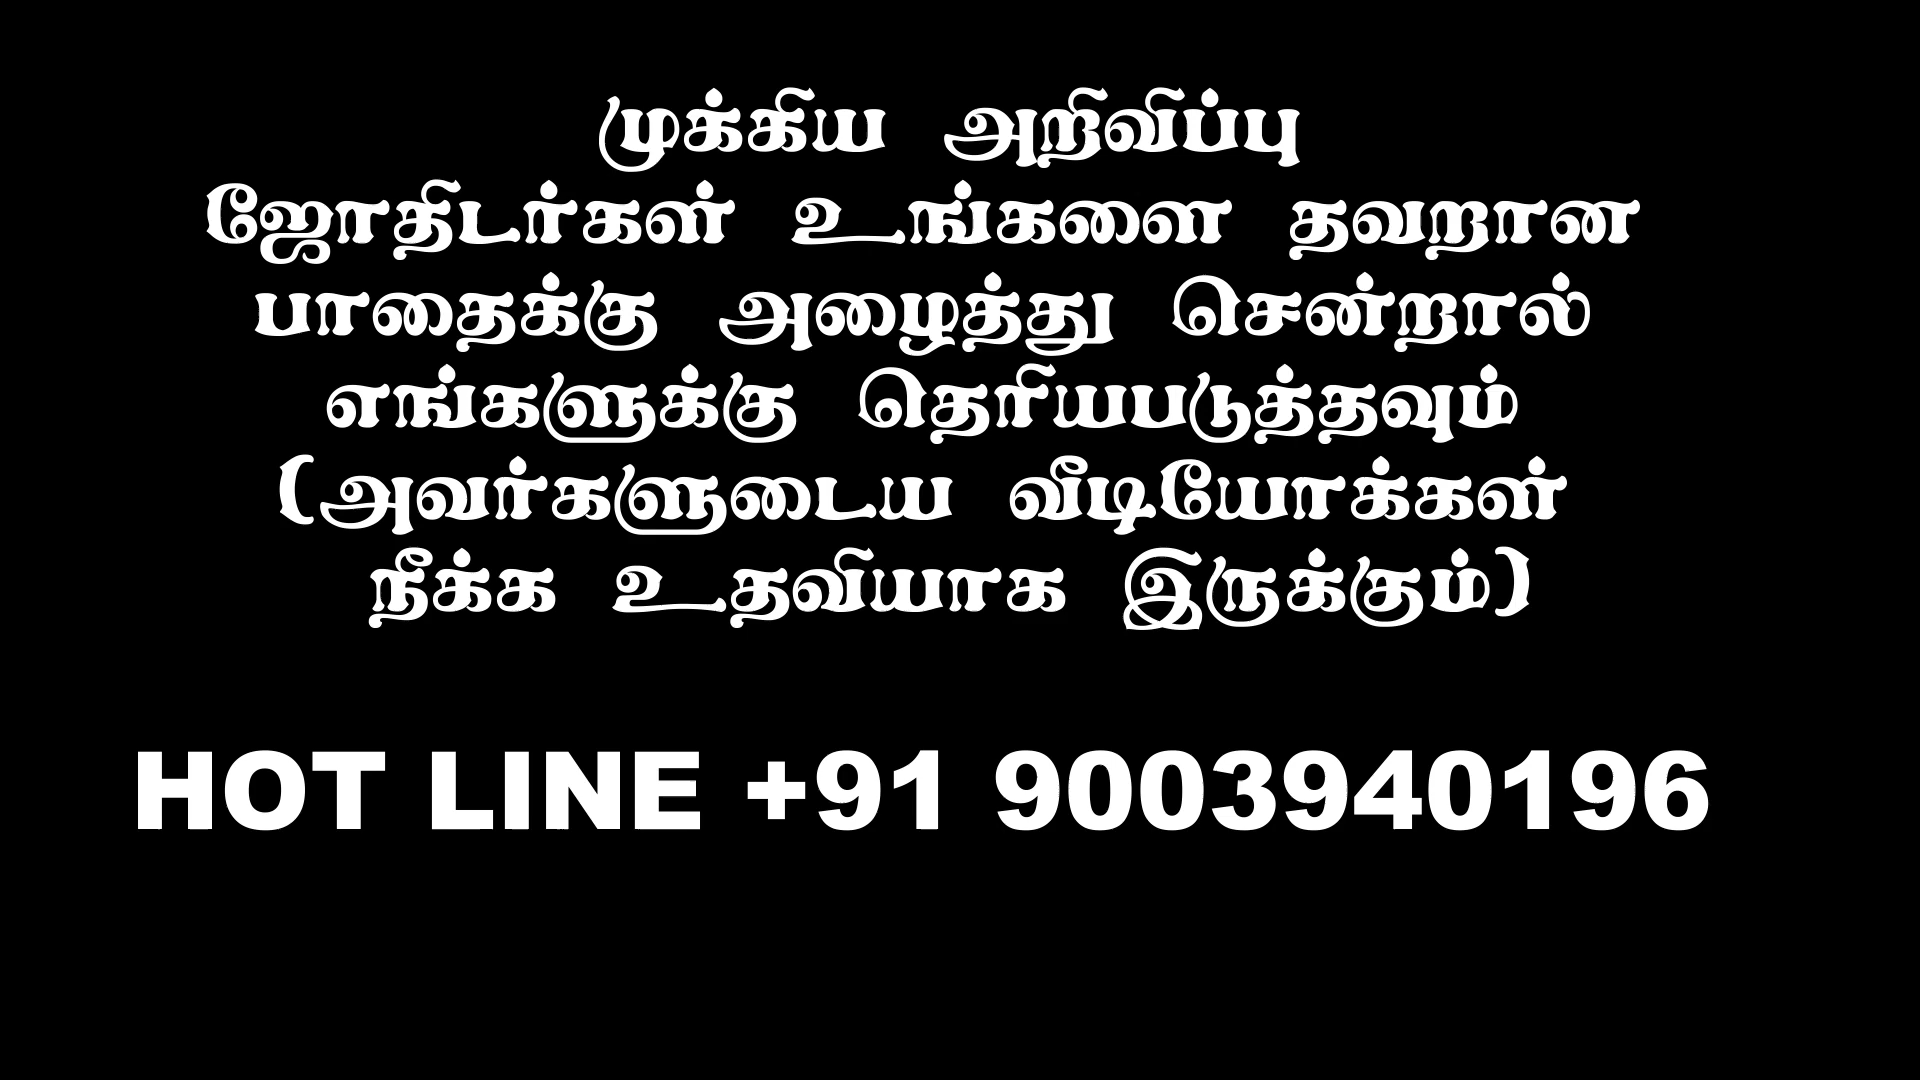 முக்கிய அறிவிப்பு
ஜோதிடர்கள் உங்களை தவறான
பாதைக்கு அழைத்து சென்றால்
எங்களுக்கு தெரியபடுத்தவும்
(அவர்களுடைய வீடியோக்கள்
நீக்க உதவியாக இருக்கும்)
HOT LINE +91 9003940196